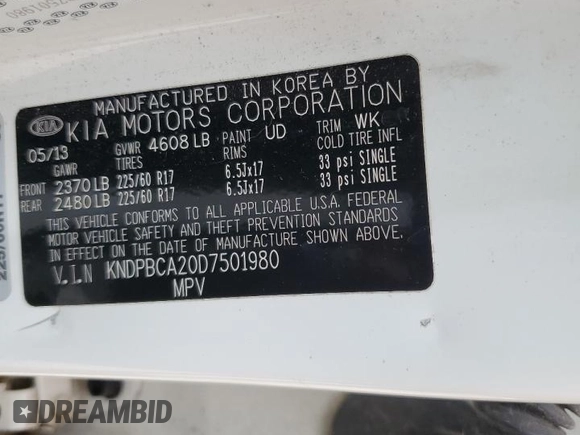 MANUFACTURED IN KOREA BY
KIA KIA MOTORS CORPORATION
05/13 GVWR 4608 LB PAINT UD TRIM WK
GAWR TIRES RIMS COLD TIRE INFL
FRONT 2370 LB 225/60 R17 6.5Jx17 33 psi SINGLE
REAR 2480 LB 225/60 R17 6.5Jx17 33 psi SINGLE
THIS VEHICLE CONFORMS TO ALL APPLICABLE U.S.A. FEDERAL
MOTOR VEHICLE SAFETY AND THEFT PREVENTION STANDARDS
IN EFFECT ON THE DATE OF MANUFACTURE SHOWN ABOVE.
V.I.N KNDPBCA20D7501980
MPV
DREAMBID